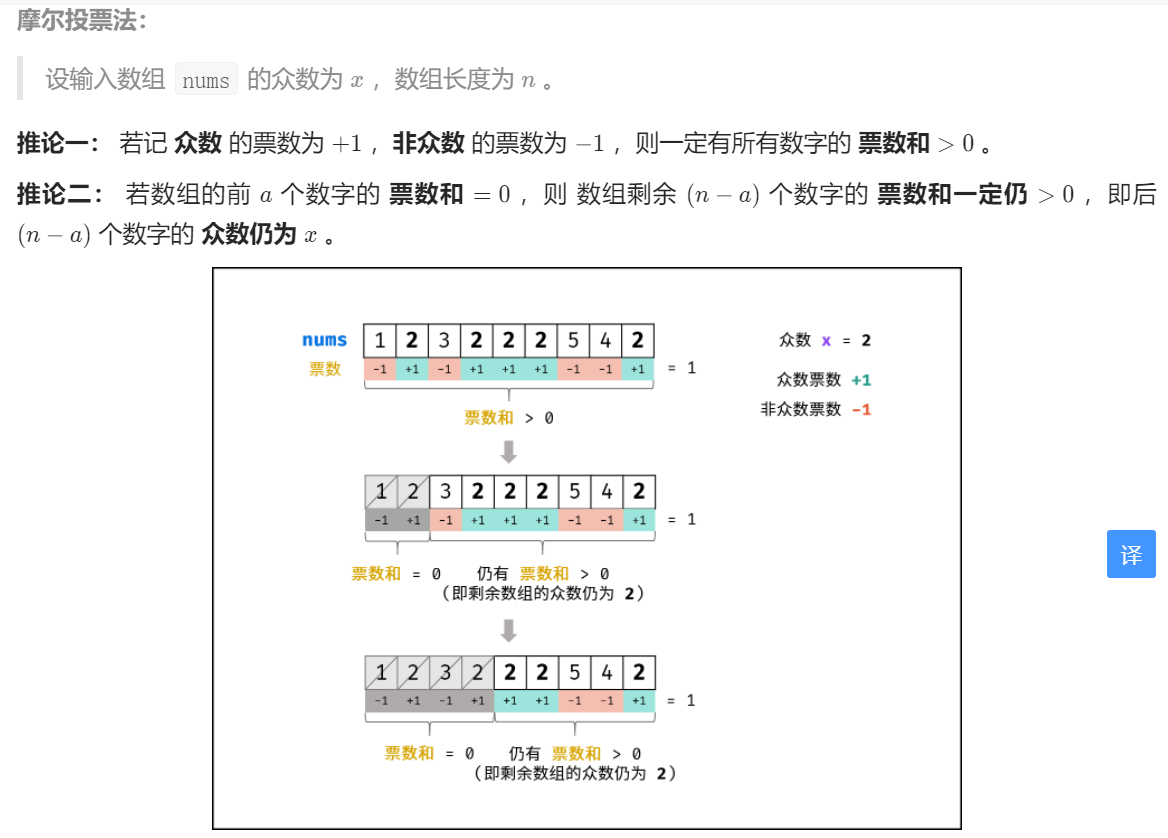 摩尔投票法:
设输入数组 nums 的众数为 x ，数组长度为 n 。
推论一： 若记 众数 的票数为 +1 ，非众数 的票数为 −1 ，则一定有所有数字的 票数和 > 0 。
推论二： 若数组的前 a 个数字的 票数和 = 0 ，则 数组剩余 (n − a) 个数字的 票数和一定仍 > 0 ，即后
(n − a) 个数字的 众数仍为 x 。
nums 1 2 3 2 2 2 5 4 2
票数 -1 +1 -1 +1 +1 +1 -1 -1 +1 = 1
票数和 > 0
众数 x = 2
众数票数 +1
非众数票数 -1
1 2 3 2 2 2 5 4 2
-1 +1 -1 +1 +1 +1 -1 -1 +1 = 1
票数和 = 0 仍有 票数和 > 0
（即剩余数组的众数仍为 2）
译
1 2 3 2 2 2 5 4 2
-1 +1 -1 +1 +1 +1 -1 -1 +1 = 1
票数和 = 0 仍有 票数和 > 0
（即剩余数组的众数仍为 2）